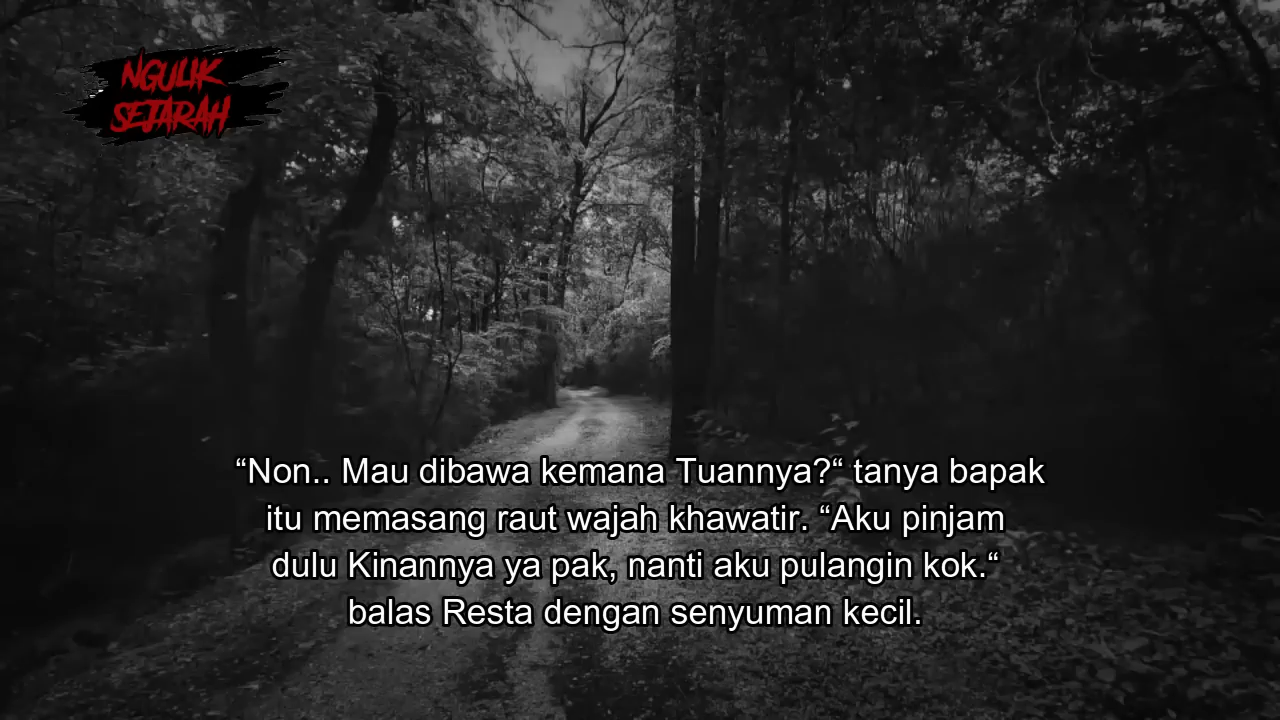 NGULIK
SEJARAH
“Non.. Mau dibawa kemana Tuannya?“ tanya bapak
itu memasang raut wajah khawatir. “Aku pinjam
dulu Kinannya ya pak, nanti aku pulangin kok.“
balas Resta dengan senyuman kecil.